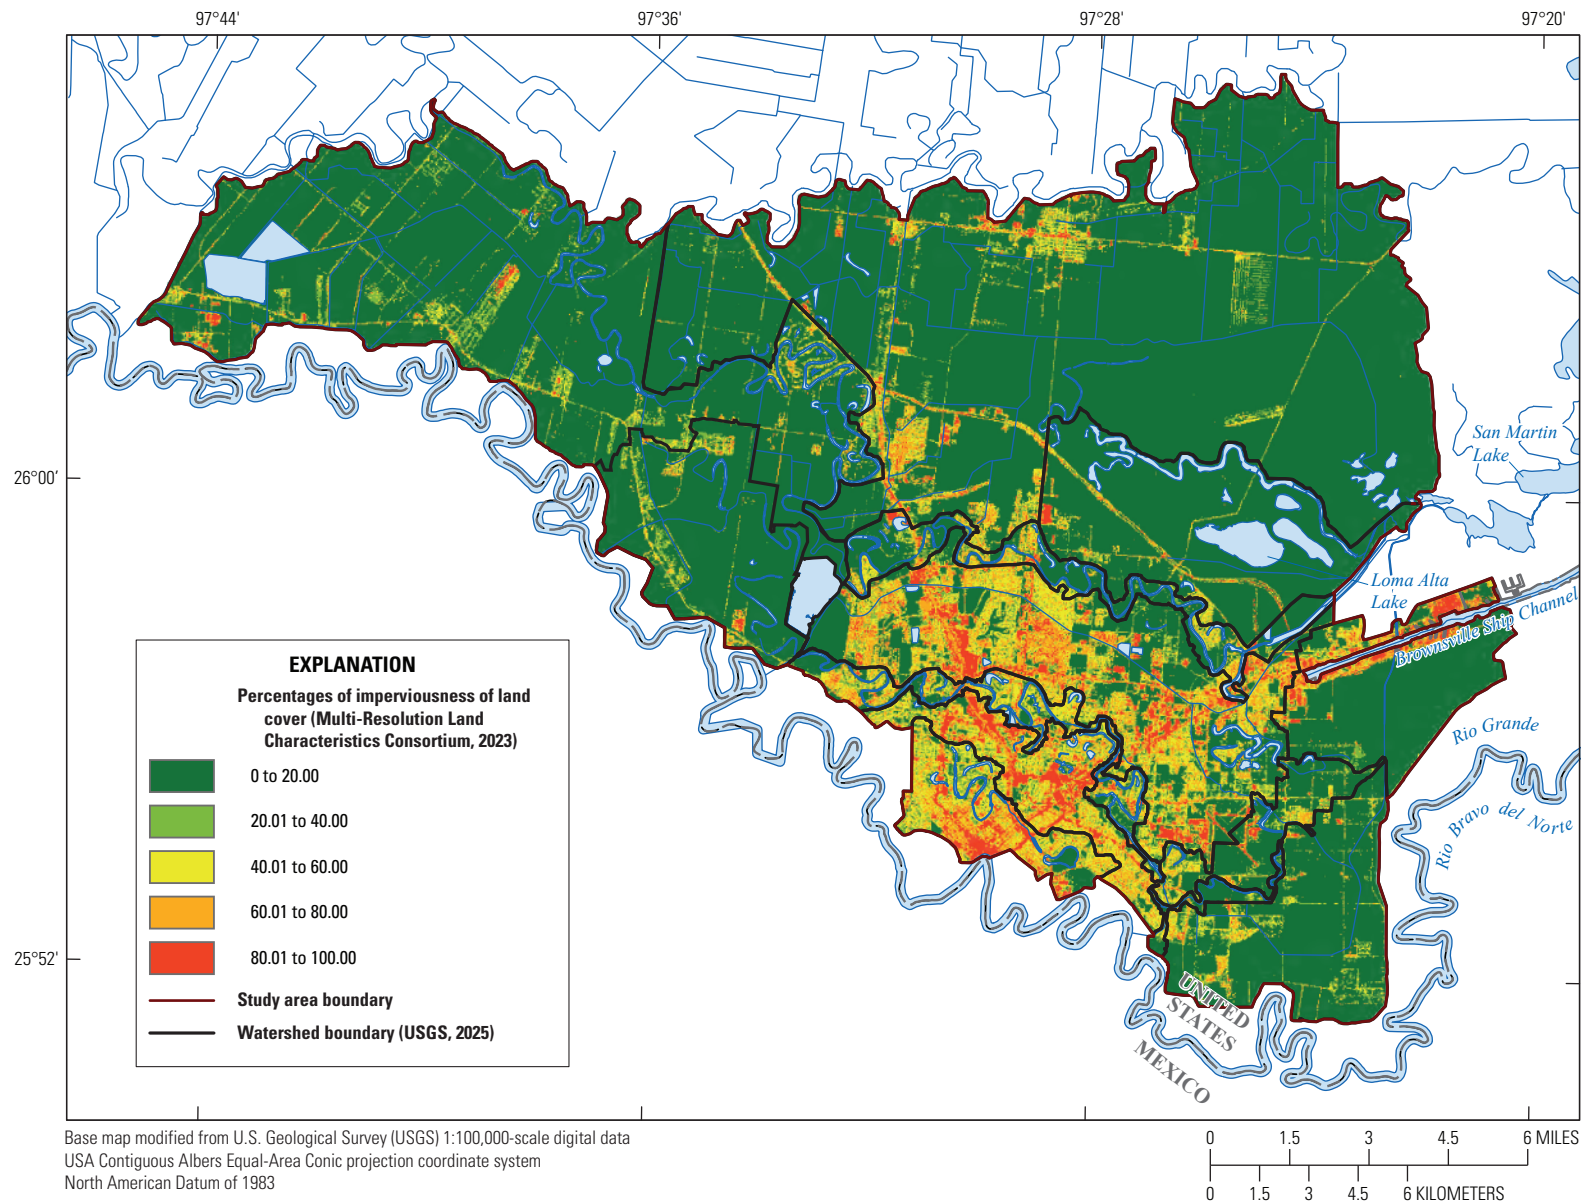 97°44'
97°36'
97°28'
97°20'
26°00'
25°52'
San Martin
Lake
Loma Alta
Lake
Brownsville Ship Channel
Rio Grande
Rio Bravo del Norte
UNITED
STATES
MEXICO
EXPLANATION
Percentages of imperviousness of land
cover (Multi-Resolution Land
Characteristics Consortium, 2023)
0 to 20.00
20.01 to 40.00
40.01 to 60.00
60.01 to 80.00
80.01 to 100.00
Study area boundary
Watershed boundary (USGS, 2025)
Base map modified from U.S. Geological Survey (USGS) 1:100,000-scale digital data
USA Contiguous Albers Equal-Area Conic projection coordinate system
North American Datum of 1983
0 1.5 3 4.5 6 MILES
0 1.5 3 4.5 6 KILOMETERS